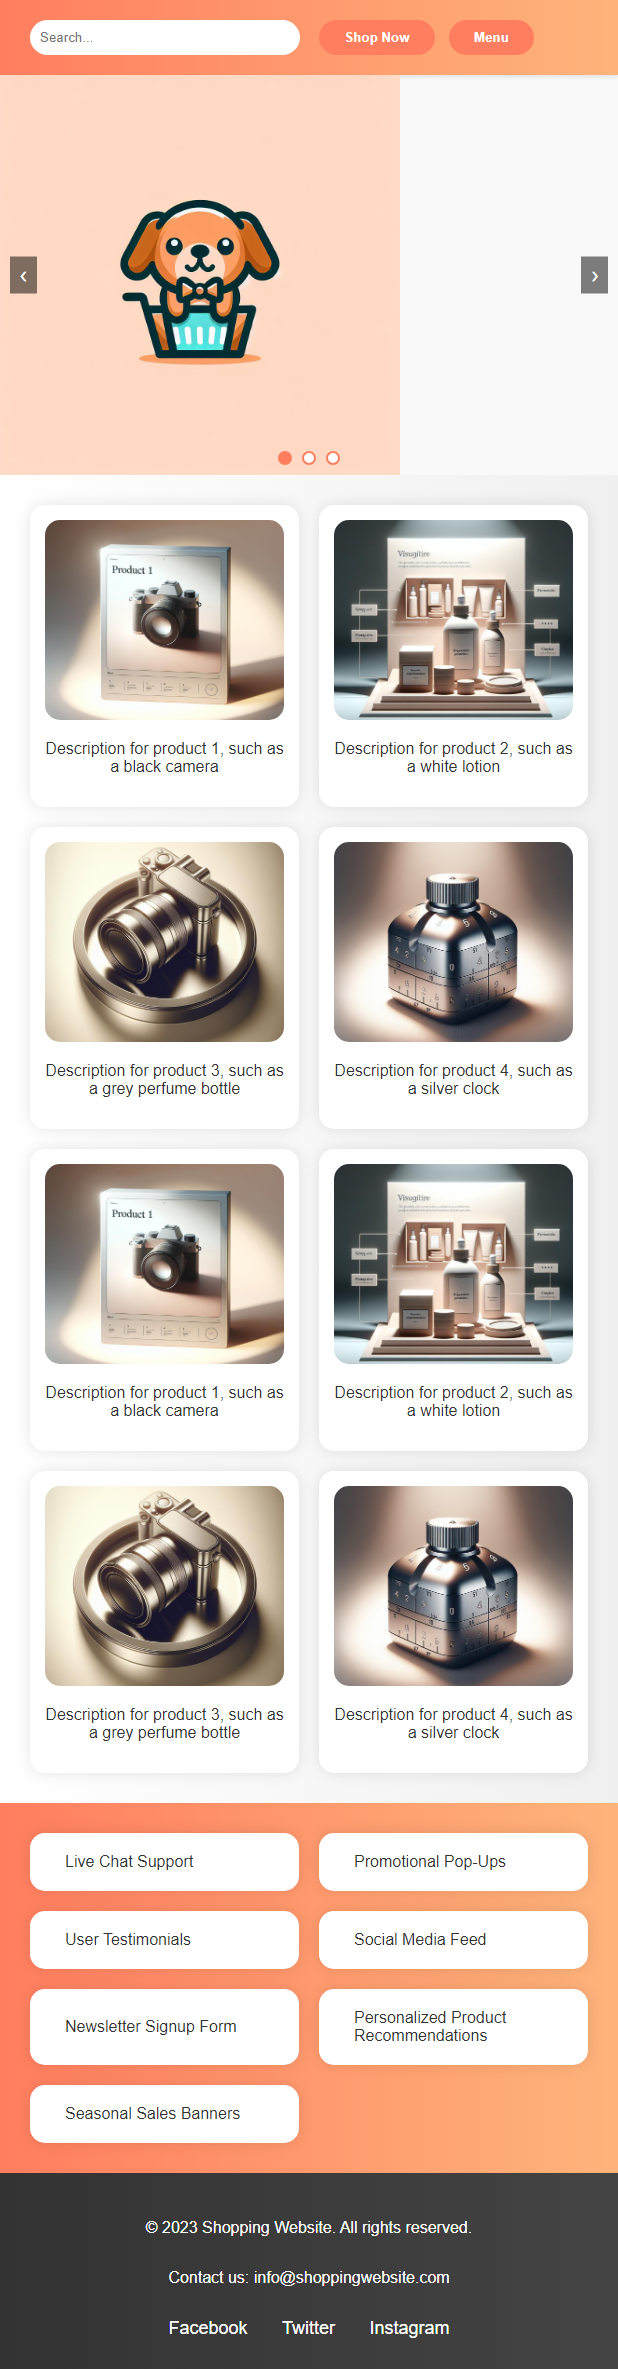 Search...
Shop Now
Menu
Product 1
Visugitire
Description for product 1, such as
a black camera
Description for product 2, such as
a white lotion
Description for product 3, such as
a grey perfume bottle
Description for product 4, such as
a silver clock
Product 1
Visugitire
Description for product 1, such as
a black camera
Description for product 2, such as
a white lotion
Description for product 3, such as
a grey perfume bottle
Description for product 4, such as
a silver clock
Live Chat Support
Promotional Pop-Ups
User Testimonials
Social Media Feed
Newsletter Signup Form
Personalized Product
Recommendations
Seasonal Sales Banners
© 2023 Shopping Website. All rights reserved.
Contact us: info@shoppingwebsite.com
Facebook Twitter Instagram